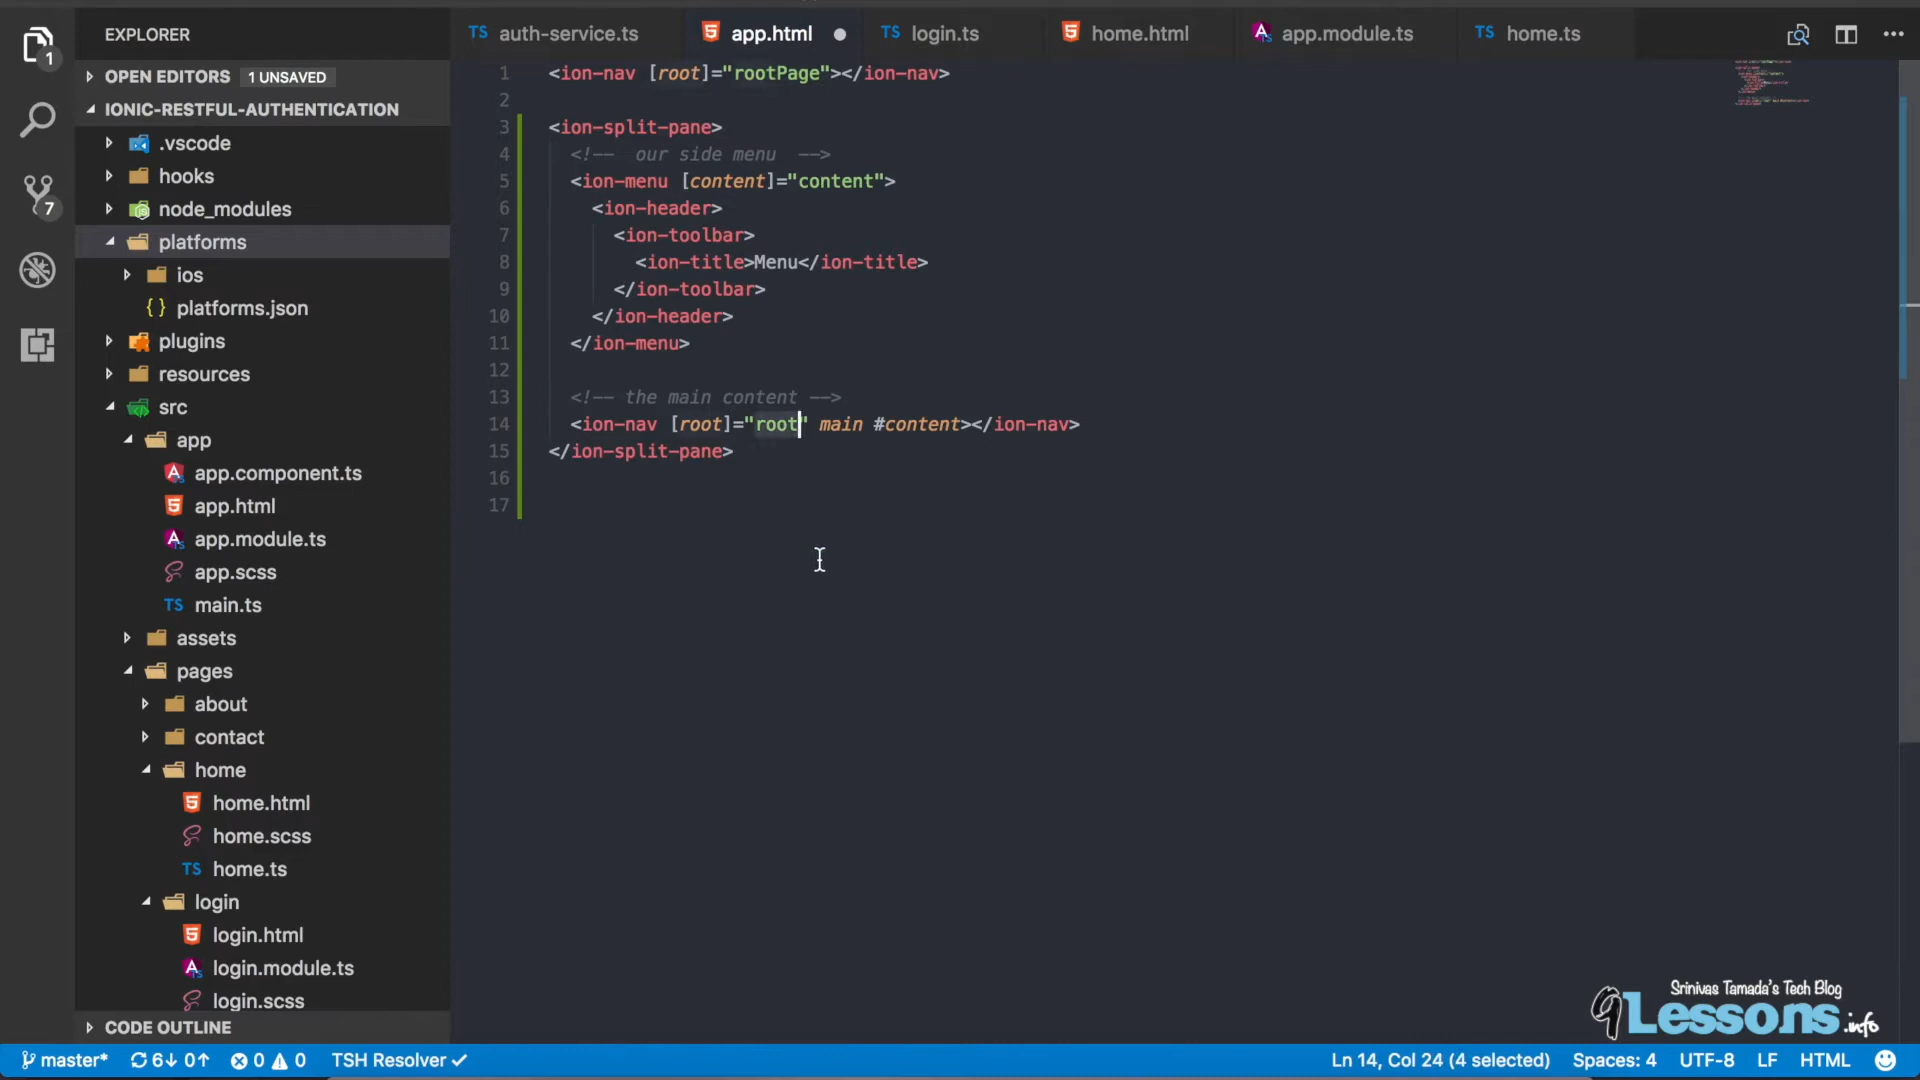 EXPLORER
OPEN EDITORS 1 UNSAVED
IONIC-RESTFUL-AUTHENTICATION
.vscode
hooks
node_modules
platforms
ios
{ } platforms.json
plugins
resources
src
app
app.component.ts
app.html
app.module.ts
app.scss
TS main.ts
assets
pages
about
contact
home
home.html
home.scss
TS home.ts
login
login.html
login.module.ts
login.scss
CODE OUTLINE
1
7
TS auth-service.ts
app.html
TS login.ts
home.html
app.module.ts
TS home.ts
1 <ion-nav [root]="rootPage"></ion-nav>
2
3 <ion-split-pane>
4 <!-- our side menu -->
5 <ion-menu [content]="content">
6 <ion-header>
7 <ion-toolbar>
8 <ion-title>Menu</ion-title>
9 </ion-toolbar>
10 </ion-header>
11 </ion-menu>
12
13 <!-- the main content -->
14 <ion-nav [root]="root" main #content></ion-nav>
15 </ion-split-pane>
16
17
Srinivas Tamada's Tech Blog
9Lessons.info
master* 6↓ 0↑ 0 0 TSH Resolver ✓
Ln 14, Col 24 (4 selected) Spaces: 4 UTF-8 LF HTML